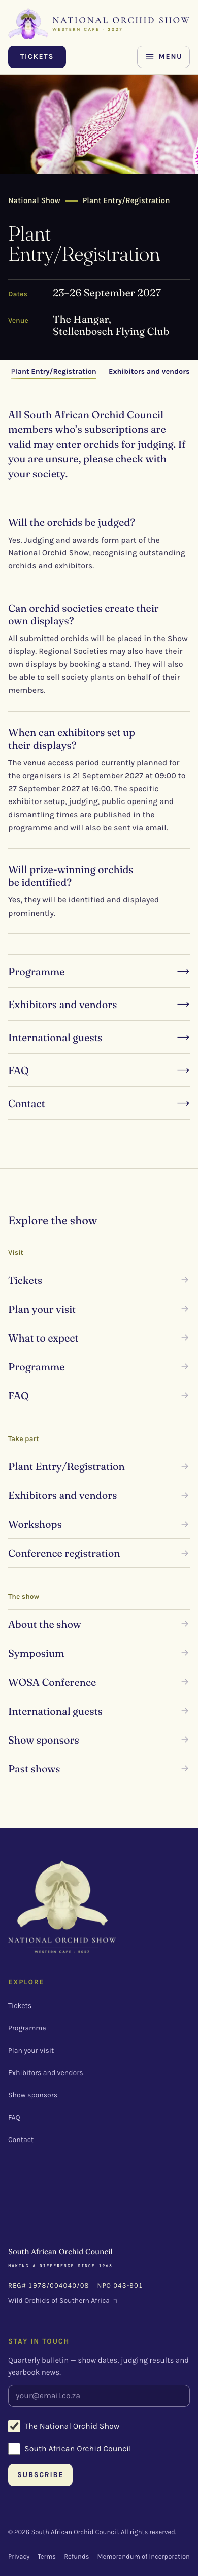 NATIONAL ORCHID SHOW
WESTERN CAPE · 2027
TICKETS
MENU
National Show — Plant Entry/Registration
Plant
Entry/Registration
Dates
23–26 September 2027
Venue
The Hangar,
Stellenbosch Flying Club
Plant Entry/Registration
Exhibitors and vendors
All South African Orchid Council
members who's subscriptions are
valid may enter orchids for judging. If
you are unsure, please check with
your society.
Will the orchids be judged?
Yes. Judging and awards form part of the
National Orchid Show, recognising outstanding
orchids and exhibitors.
Can orchid societies create their
own displays?
All submitted orchids will be placed in the Show
display. Regional Societies may also have their
own displays by booking a stand. They will also
be able to sell society plants on behalf of their
members.
When can exhibitors set up
their displays?
The venue access period currently planned for
the organisers is 21 September 2027 at 09:00 to
27 September 2027 at 16:00. The specific
exhibitor setup, judging, public opening and
dismantling times are published in the
programme and will also be sent via email.
Will prize-winning orchids
be identified?
Yes, they will be identified and displayed
prominently.
Programme →
Exhibitors and vendors →
International guests →
FAQ →
Contact →
Explore the show
Visit
Tickets →
Plan your visit →
What to expect →
Programme →
FAQ →
Take part
Plant Entry/Registration →
Exhibitors and vendors →
Workshops →
Conference registration →
The show
About the show →
Symposium →
WOSA Conference →
International guests →
Show sponsors →
Past shows →
NATIONAL ORCHID SHOW
WESTERN CAPE · 2027
EXPLORE
Tickets
Programme
Plan your visit
Exhibitors and vendors
Show sponsors
FAQ
Contact
South African Orchid Council
MAKING A DIFFERENCE SINCE 1968
REG# 1978/004040/08 NPO 043-901
Wild Orchids of Southern Africa ↗
STAY IN TOUCH
Quarterly bulletin — show dates, judging results and
yearbook news.
your@email.co.za
The National Orchid Show
South African Orchid Council
SUBSCRIBE
© 2026 South African Orchid Council. All rights reserved.
Privacy Terms Refunds Memorandum of Incorporation